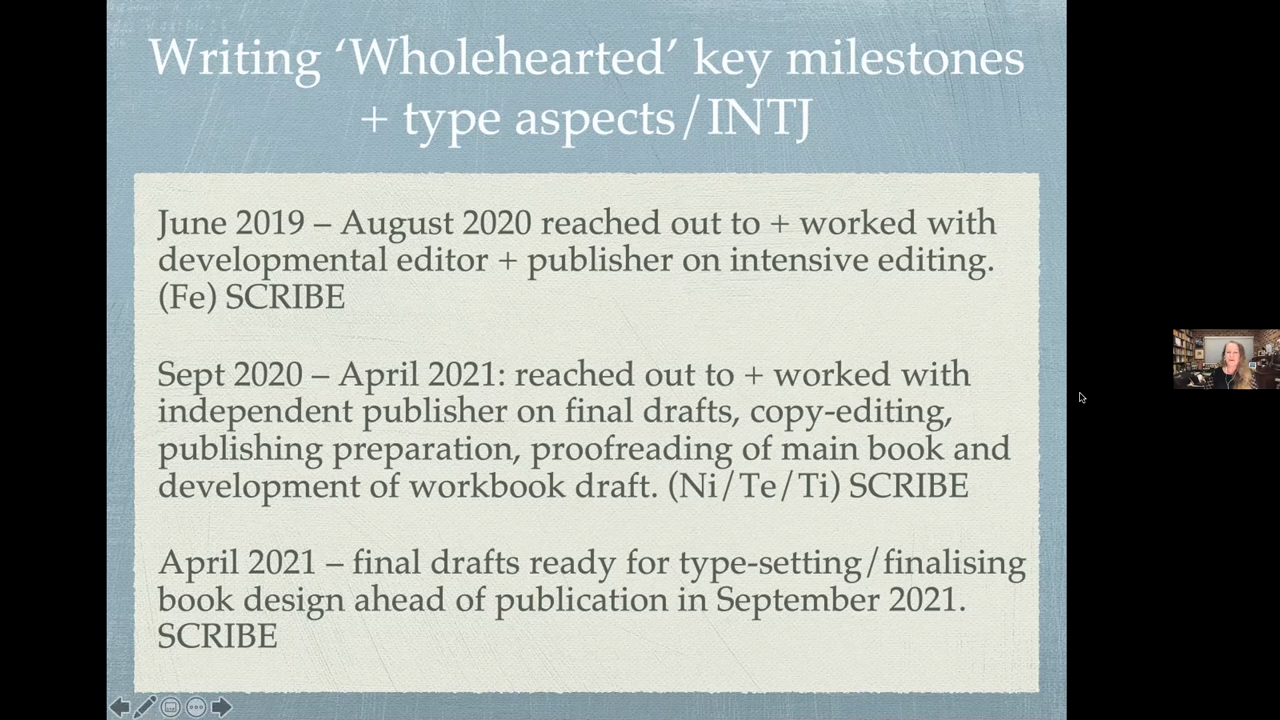 Writing ‘Wholehearted’ key milestones
+ type aspects/INTJ
June 2019 – August 2020 reached out to + worked with
developmental editor + publisher on intensive editing.
(Fe) SCRIBE
Sept 2020 – April 2021: reached out to + worked with
independent publisher on final drafts, copy-editing,
publishing preparation, proofreading of main book and
development of workbook draft. (Ni/Te/Ti) SCRIBE
April 2021 – final drafts ready for type-setting/finalising
book design ahead of publication in September 2021.
SCRIBE